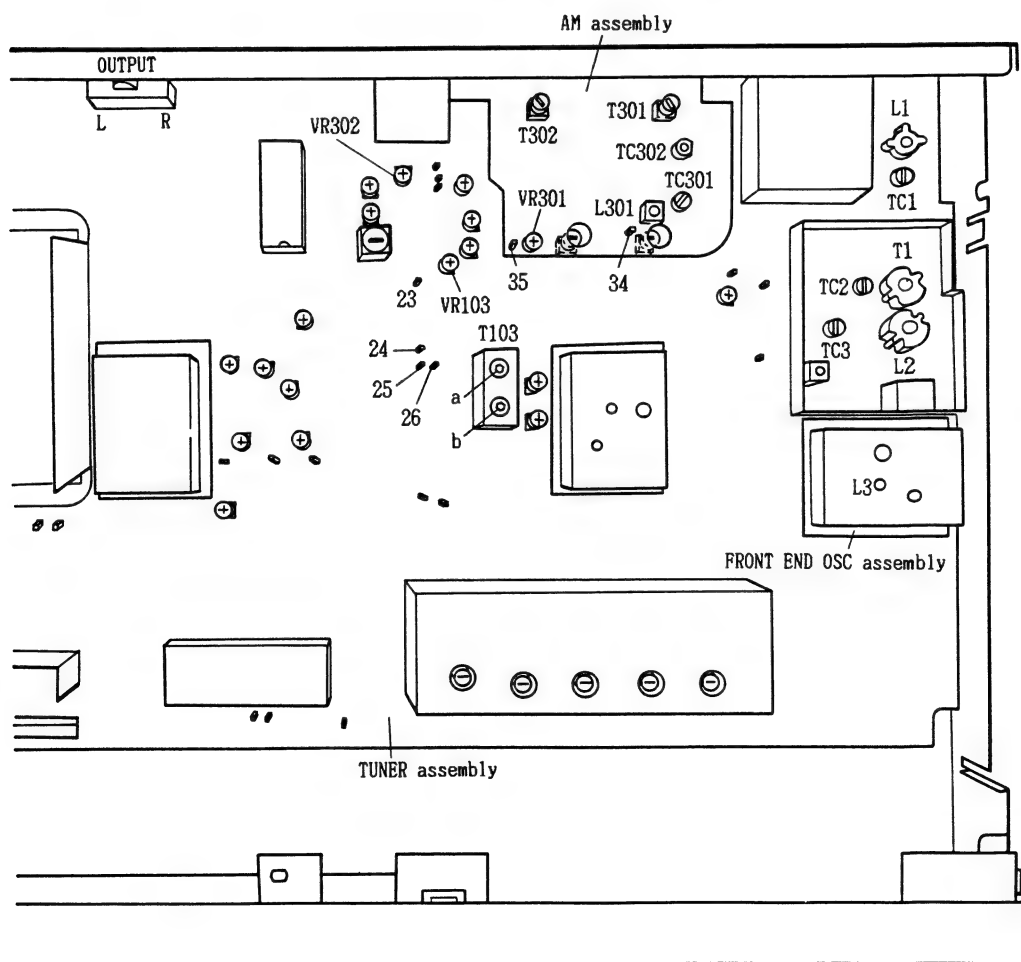 AM assembly
OUTPUT
L R
VR302
T302
T301
TC302
TC301
L301
VR301
L1
TC1
35
34
23
VR103
T1
TC2
TC3
L2
24
25
26
T103
a
b
L3
FRONT END OSC assembly
TUNER assembly